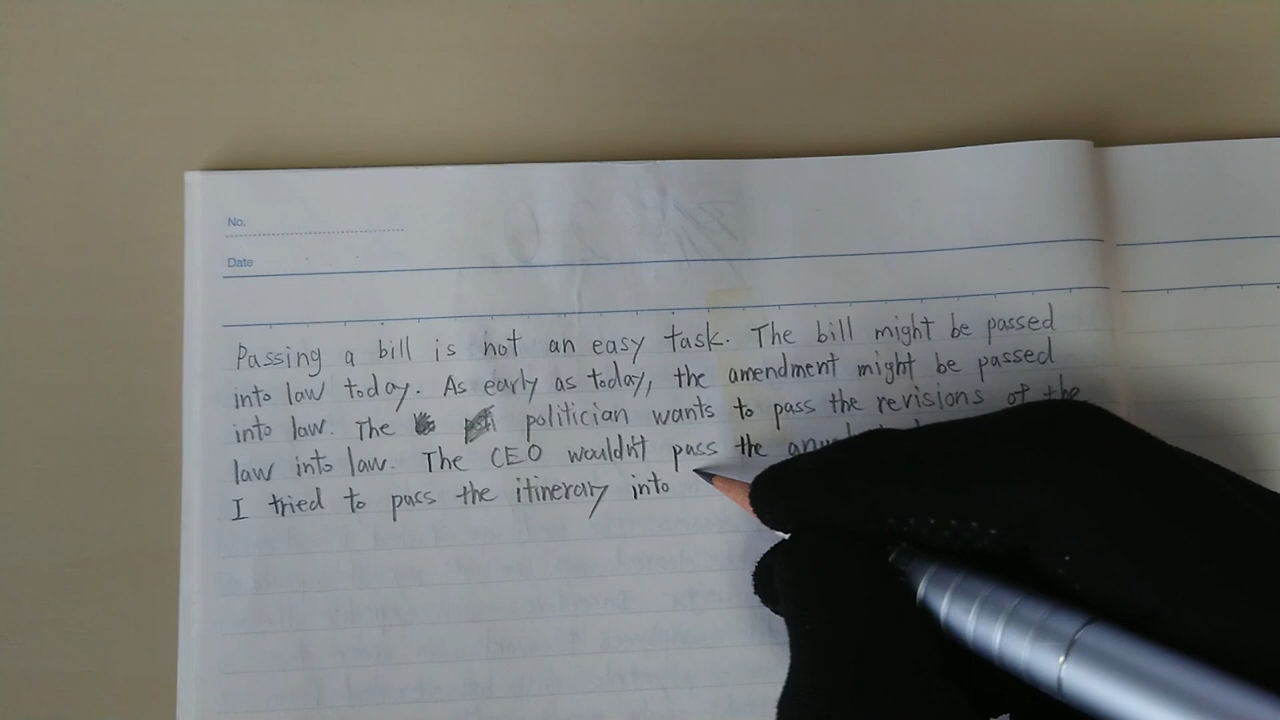 No.
Date
Passing a bill is not an easy task. The bill might be passed
into law today. As early as today, the amendment might be passed
into law. The politician wants to pass the revisions of the
law into law. The CEO wouldn't pass the
I tried to pass the itinerary into